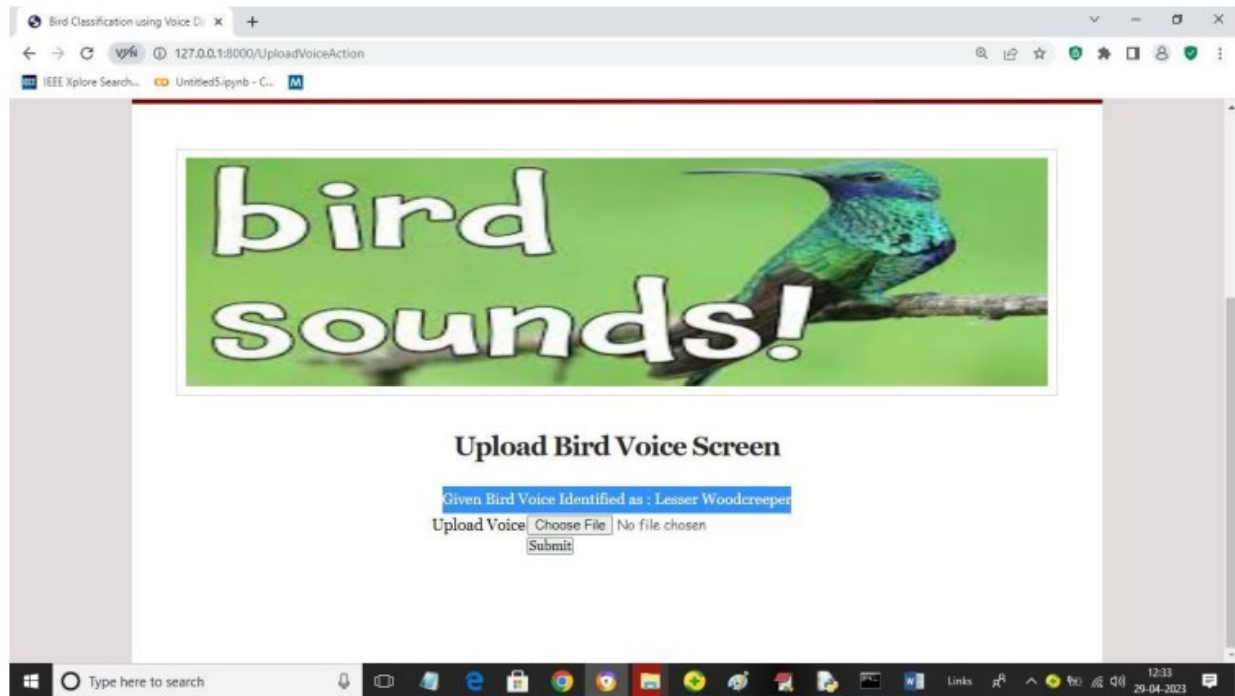 Bird Classification using Voice Da
127.0.0.1:8000/UploadVoiceAction
IEEE Xplore Search...
Untitled5.ipynb - C...
M
bird
sounds!
Upload Bird Voice Screen
Given Bird Voice Identified as : Lesser Woodcreeper
Upload Voice Choose File No file chosen
Submit
Type here to search
Links
12:33
29-04-2023